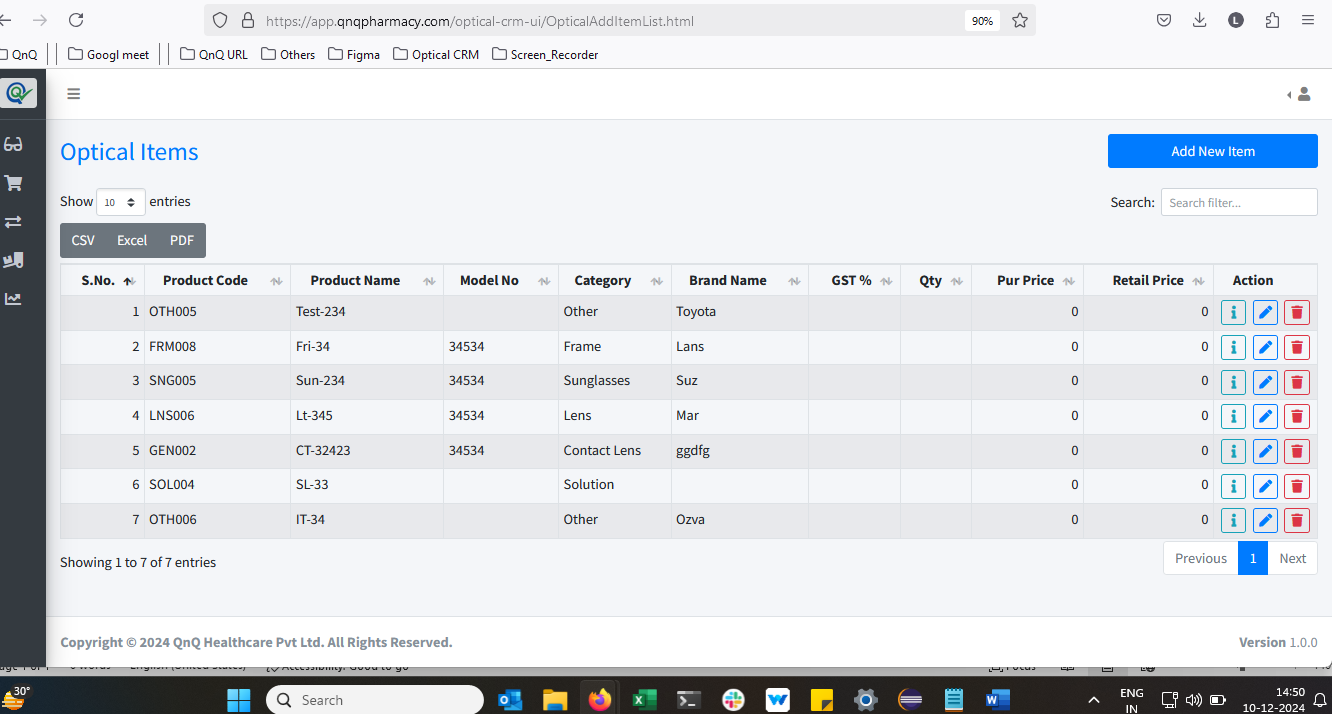 https://app.qnqpharmacy.com/optical-crm-ui/OpticalAddItemList.html 90% L
QnQ Googl meet QnQ URL Others Figma Optical CRM Screen_Recorder
Optical Items Add New Item
Show 10 entries Search: Search filter...
CSV Excel PDF
S.No. Product Code Product Name Model No Category Brand Name GST % Qty Pur Price Retail Price Action
1 OTH005 Test-234 Other Toyota 0 0
2 FRM008 Fri-34 34534 Frame Lans 0 0
3 SNG005 Sun-234 34534 Sunglasses Suz 0 0
4 LNS006 Lt-345 34534 Lens Mar 0 0
5 GEN002 CT-32423 34534 Contact Lens ggdfg 0 0
6 SOL004 SL-33 Solution 0 0
7 OTH006 IT-34 Other Ozva 0 0
Showing 1 to 7 of 7 entries Previous 1 Next
Copyright © 2024 QnQ Healthcare Pvt Ltd. All Rights Reserved. Version 1.0.0
30° Search ENG 14:50
IN 10-12-2024